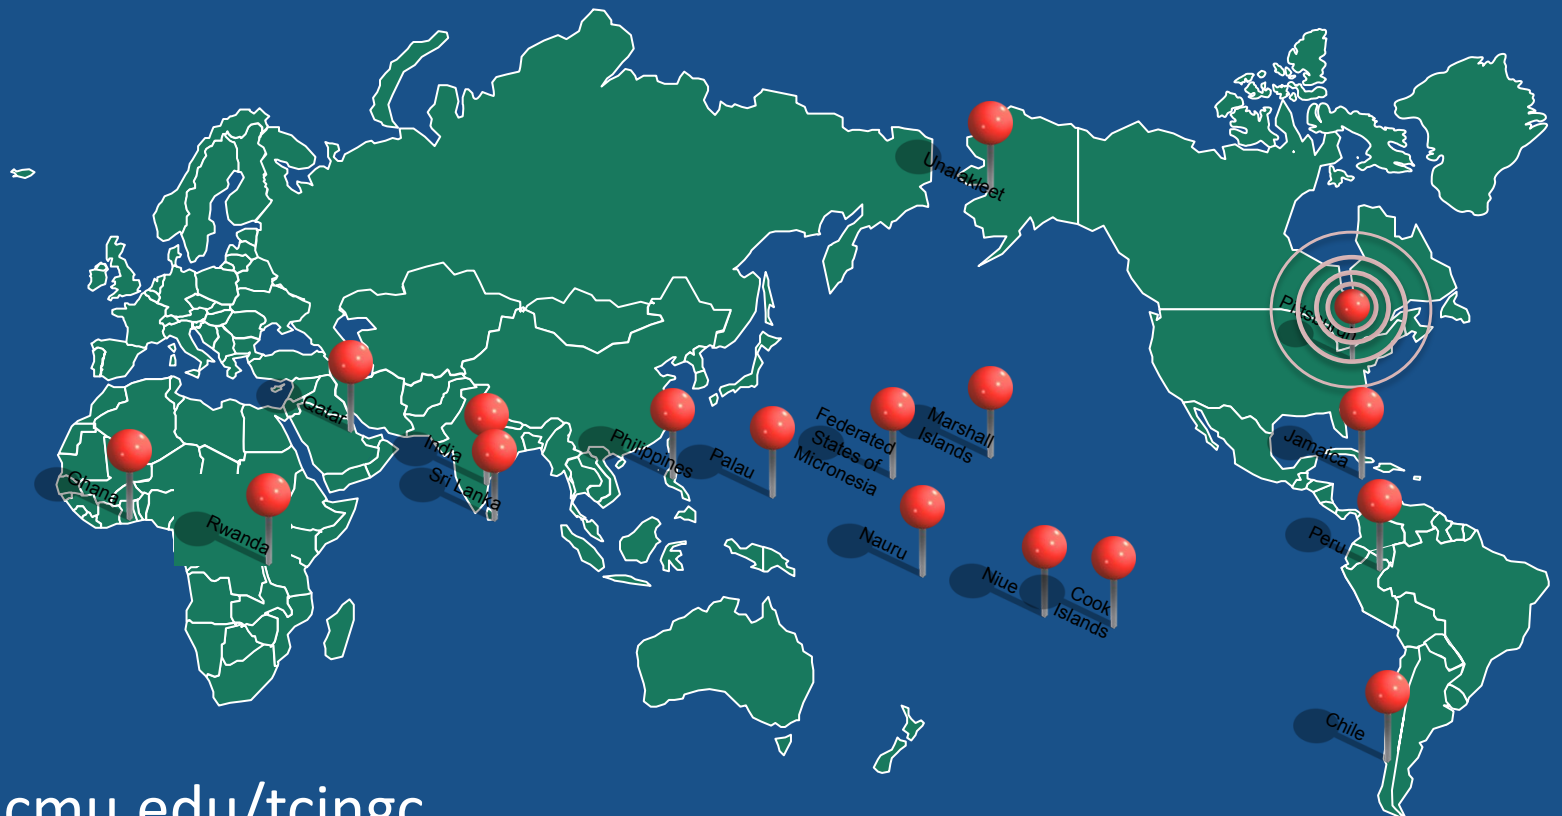 Unalakleet
Pittsburgh
Qatar
India
Sri Lanka
Philippines
Palau
Federated
States of
Micronesia
Marshall
Islands
Jamaica
Ghana
Rwanda
Nauru
Niue
Cook
Islands
Peru
Chile
cmu.edu/tcingc